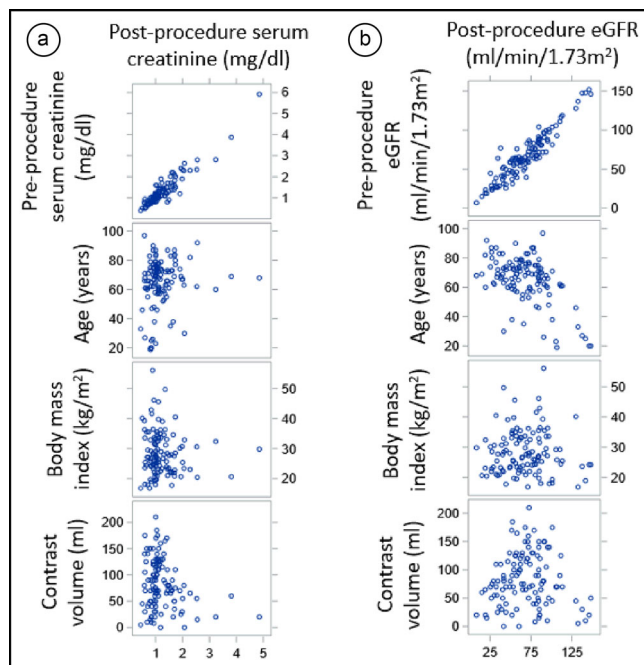 a
Post-procedure serum
creatinine (mg/dl)
Pre-procedure
serum creatinine
(mg/dl)
6
5
4
3
2
1
Age (years)
100
80
60
40
20
Body mass
index (kg/m²)
50
40
30
20
Contrast
volume (ml)
200
150
100
50
0
1 2 3 4 5
b
Post-procedure eGFR
(ml/min/1.73m²)
Pre-procedure
eGFR
(ml/min/1.73m²)
150
100
50
0
Age (years)
100
80
60
40
20
Body mass
index (kg/m²)
50
40
30
20
Contrast
volume (ml)
200
150
100
50
0
25 75 125